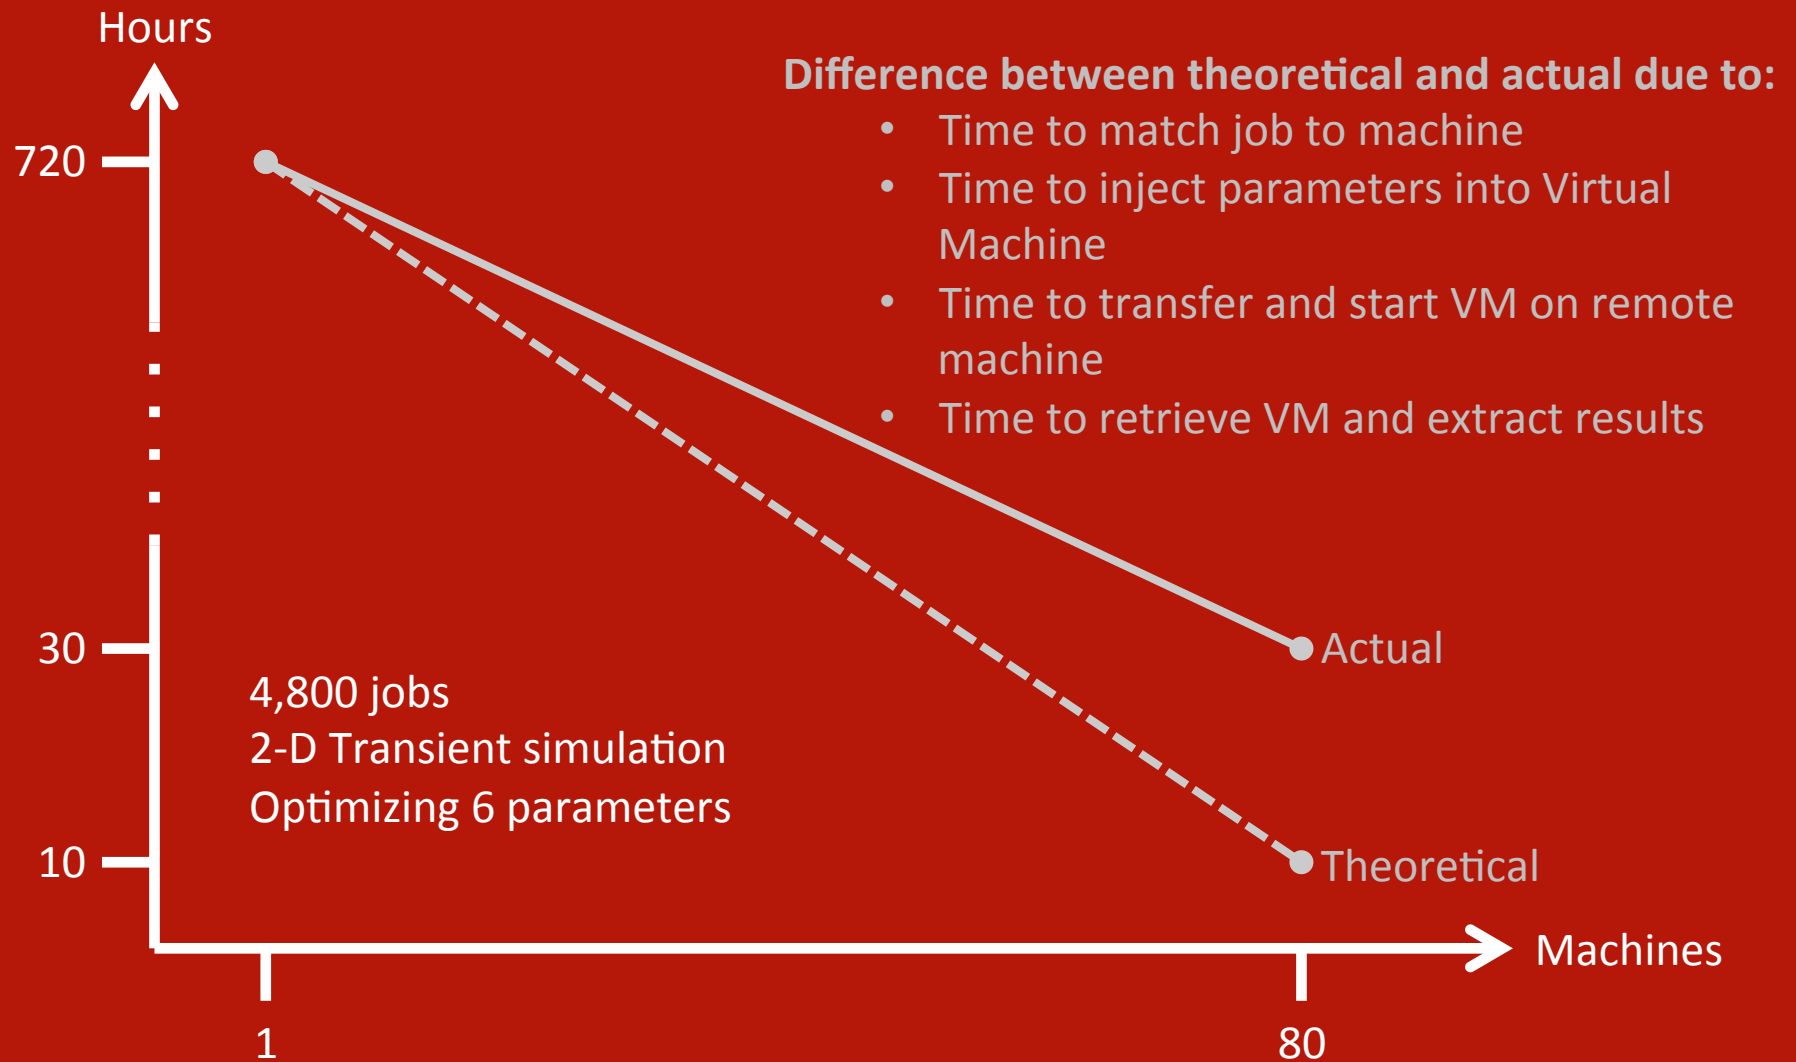 Hours
Difference between theoretical and actual due to:
• Time to match job to machine
• Time to inject parameters into Virtual
Machine
• Time to transfer and start VM on remote
machine
• Time to retrieve VM and extract results
720
30
10
Actual
Theoretical
4,800 jobs
2-D Transient simulation
Optimizing 6 parameters
Machines
1
80